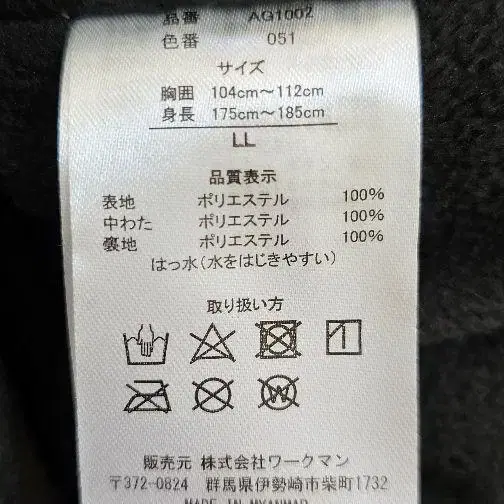 品番 AG1002
色番 051
サイズ
胸囲 104cm～112cm
身長 175cm～185cm
LL
品質表示
表地 ポリエステル 100%
中わた ポリエステル 100%
裏地 ポリエステル 100%
はっ水(水をはじきやすい)
取り扱い方
W
販売元 株式会社ワークマン
〒372-0824 群馬県伊勢崎市柴町1732
MADE IN MYANMAR